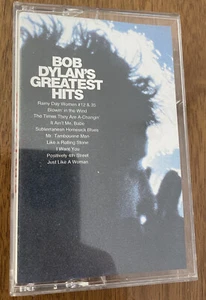 BOB
DYLAN'S
GREATEST
HITS
Rainy Day Women #12 & 35
Blowin' in the Wind
The Times They Are A-Changin'
It Ain't Me, Babe
Subterranean Homesick Blues
Mr. Tambourine Man
Like a Rolling Stone
I Want You
Positively 4th Street
Just Like A Woman